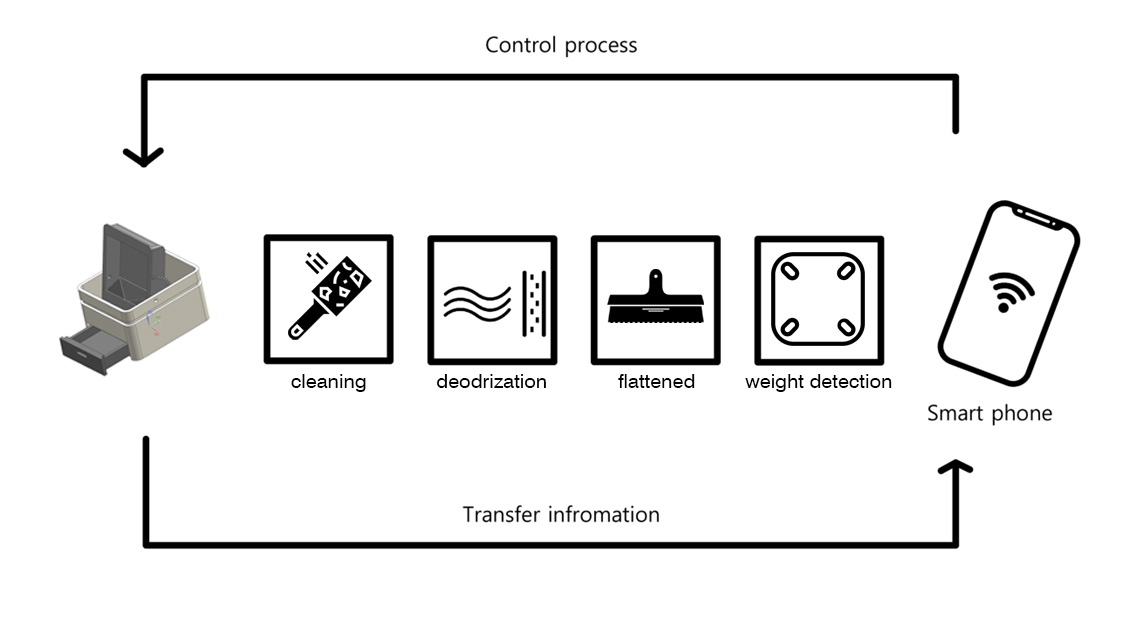 Control process
cleaning
deodrization
flattened
weight detection
Smart phone
Transfer infromation